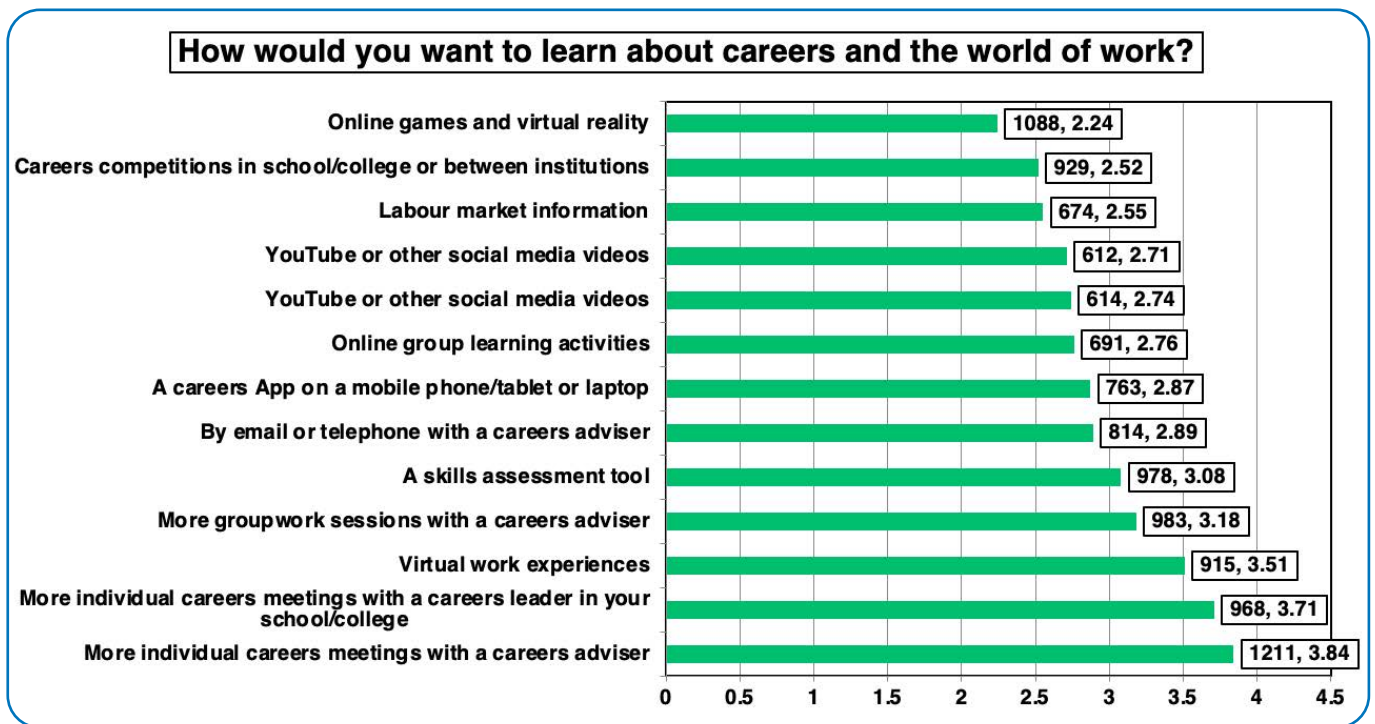 How would you want to learn about careers and the world of work?
Online games and virtual reality
1088, 2.24
Careers competitions in school/college or between institutions
929, 2.52
Labour market information
674, 2.55
YouTube or other social media videos
612, 2.71
YouTube or other social media videos
614, 2.74
Online group learning activities
691, 2.76
A careers App on a mobile phone/tablet or laptop
763, 2.87
By email or telephone with a careers adviser
814, 2.89
A skills assessment tool
978, 3.08
More groupwork sessions with a careers adviser
983, 3.18
Virtual work experiences
915, 3.51
More individual careers meetings with a careers leader in your
school/college
968, 3.71
More individual careers meetings with a careers adviser
1211, 3.84
0 0.5 1 1.5 2 2.5 3 3.5 4 4.5